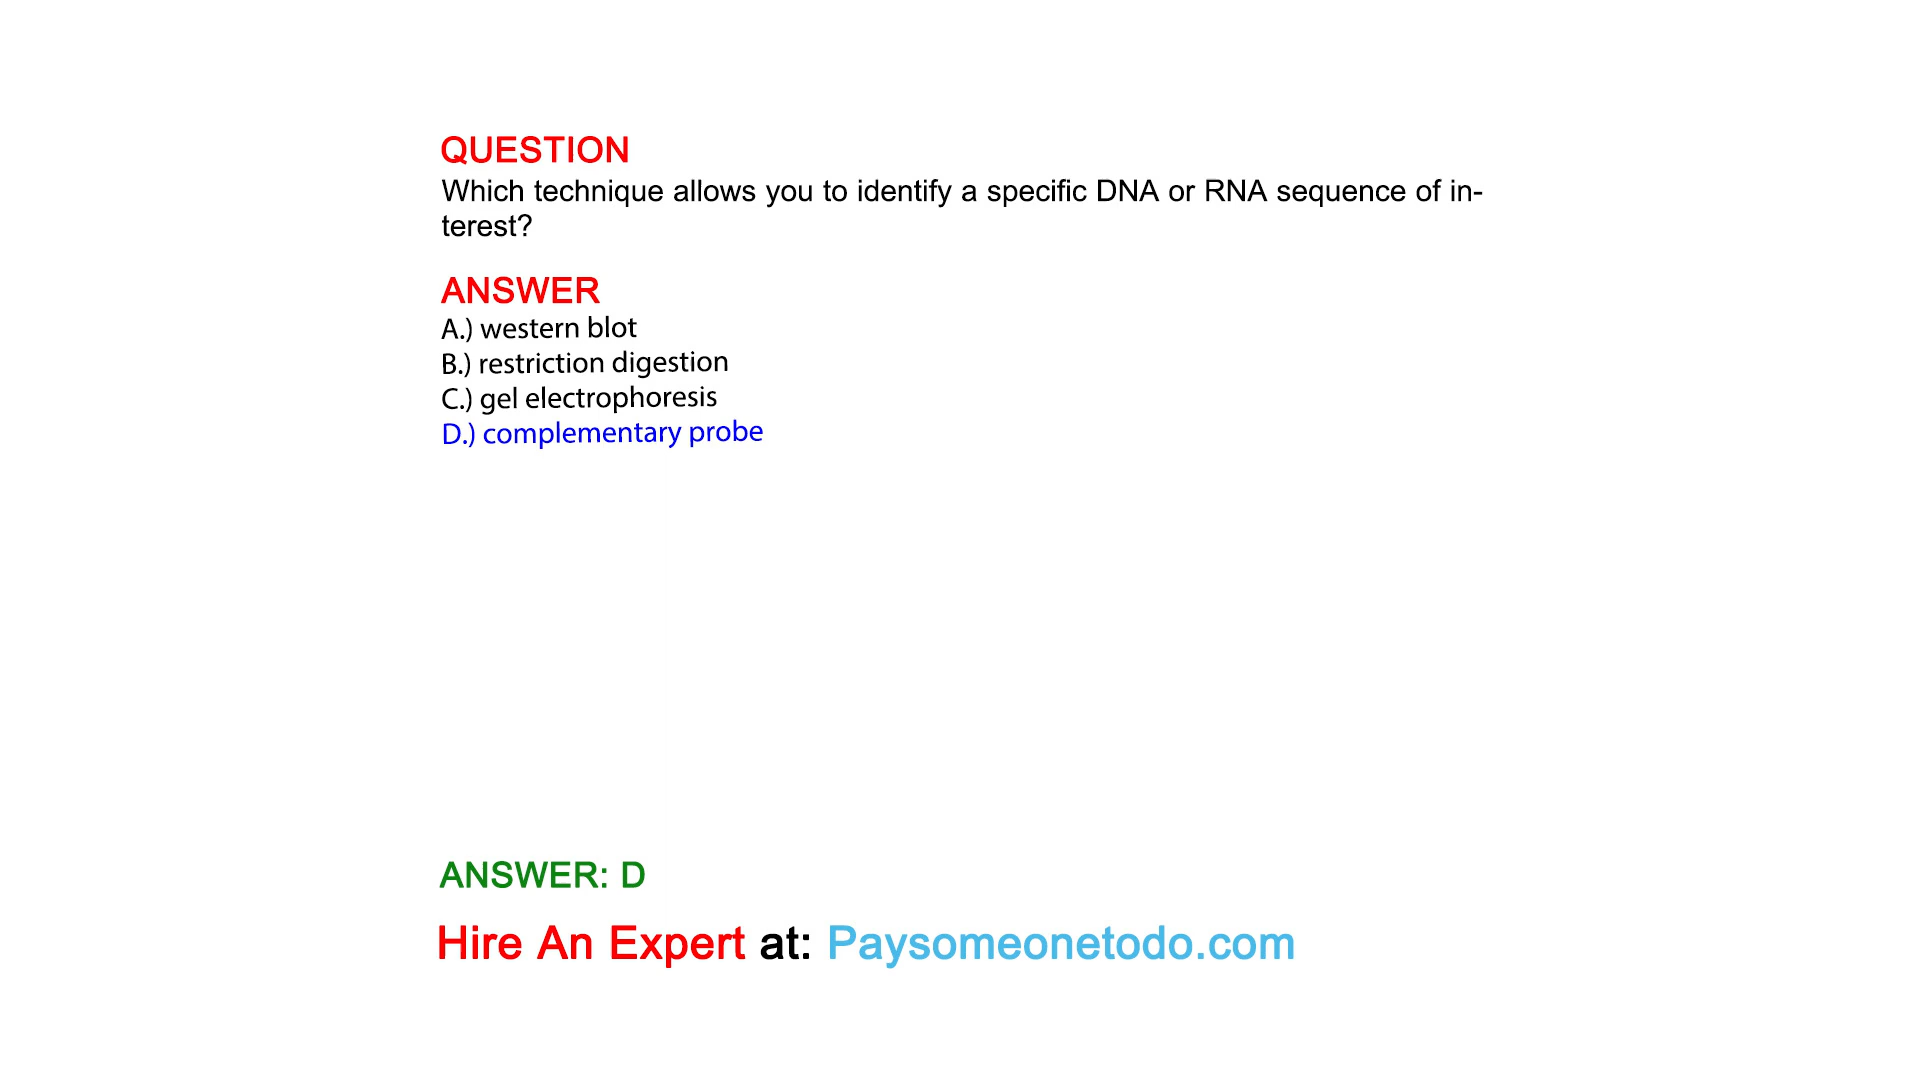 QUESTION
Which technique allows you to identify a specific DNA or RNA sequence of in-
terest?
ANSWER
A.) western blot
B.) restriction digestion
C.) gel electrophoresis
D.) complementary probe
ANSWER: D
Hire An Expert at: Paysomeonetodo.com